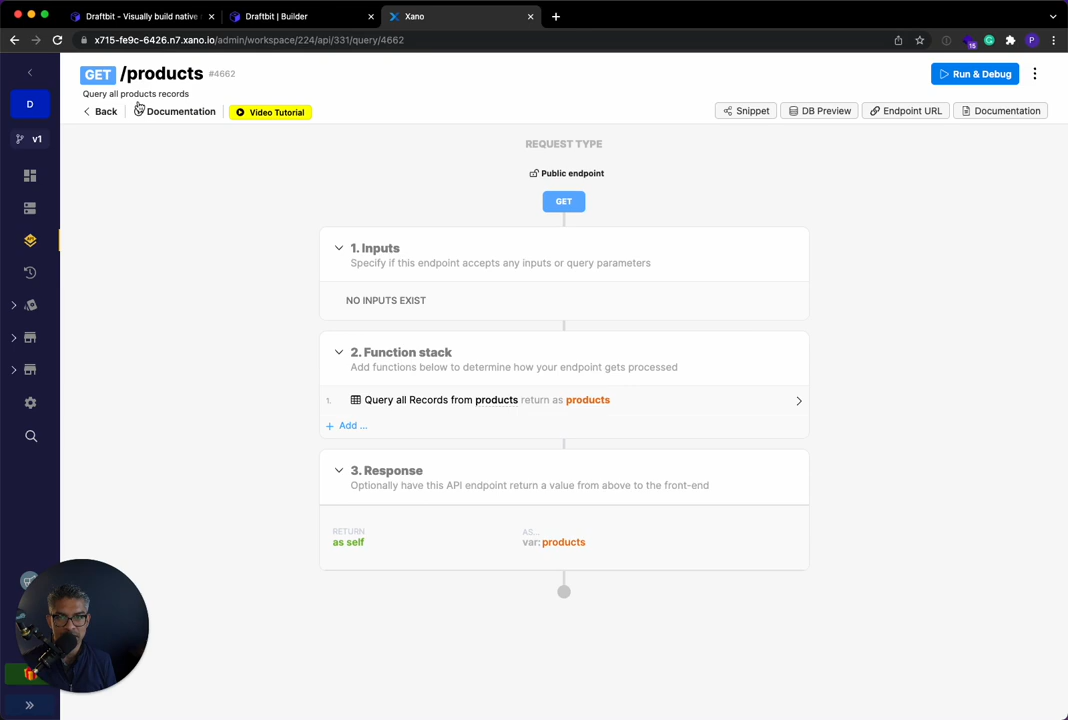 Draftbit - Visually build native
Draftbit | Builder
Xano
x715-fe9c-6426.n7.xano.io/admin/workspace/224/api/331/query/4662
15
P
D
v1
GET /products #4662
Query all products records
Back
Documentation
Video Tutorial
Run & Debug
Snippet
DB Preview
Endpoint URL
Documentation
REQUEST TYPE
Public endpoint
GET
1. Inputs
Specify if this endpoint accepts any inputs or query parameters
NO INPUTS EXIST
2. Function stack
Add functions below to determine how your endpoint gets processed
1. Query all Records from products return as products
+ Add ...
3. Response
Optionally have this API endpoint return a value from above to the front-end
RETURN
as self
AS...
var: products